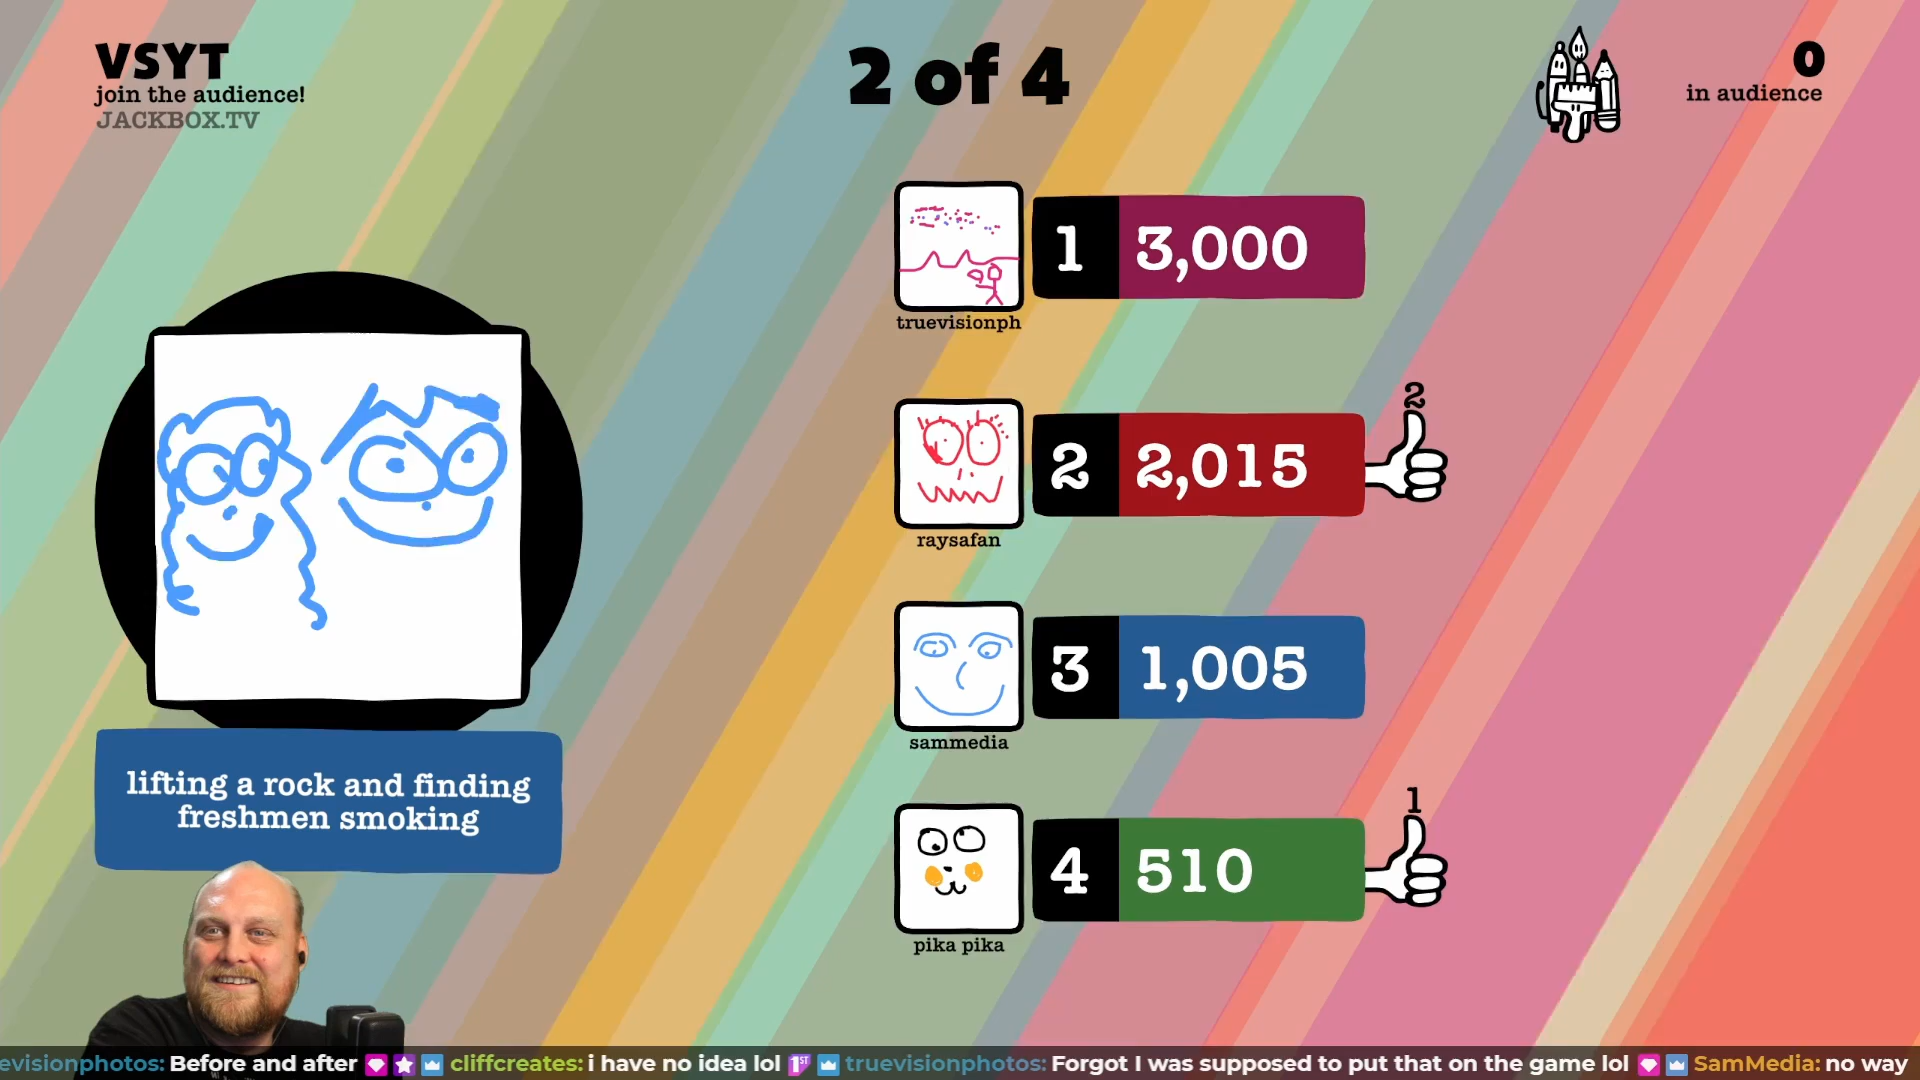 VSYT
join the audience!
JACKBOX.TV
2 of 4
0
in audience
1 3,000
truevisionph
2
2 2,015
raysafan
3 1,005
sammedia
1
4 510
pika pika
lifting a rock and finding
freshmen smoking
evisionphotos: Before and after cliffcreates: i have no idea lol 1ST truevisionphotos: Forgot I was supposed to put that on the game lol SamMedia: no way